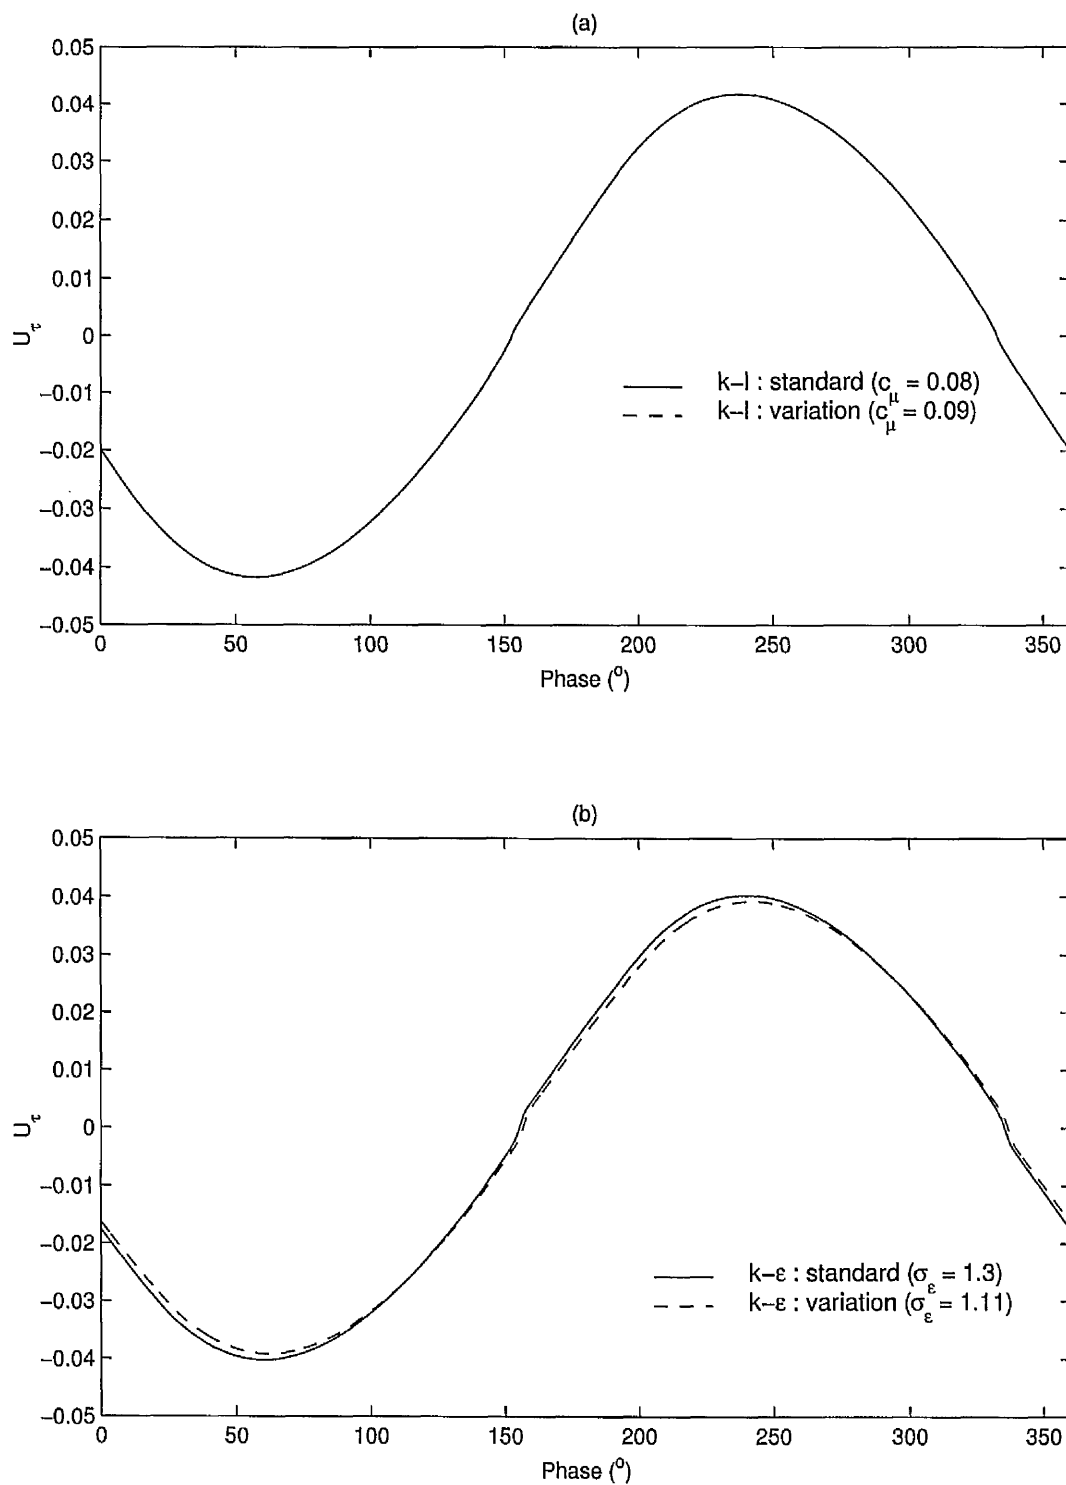 (a)
0.05
0.04
0.03
0.02
0.01
0
−0.01
−0.02
−0.03
−0.04
−0.05
U_τ
k−l : standard (c_μ = 0.08)
k−l : variation (c_μ = 0.09)
0 50 100 150 200 250 300 350
Phase (°)
(b)
0.05
0.04
0.03
0.02
0.01
0
−0.01
−0.02
−0.03
−0.04
−0.05
U_τ
k−ε : standard (σ_ε = 1.3)
k−ε : variation (σ_ε = 1.11)
0 50 100 150 200 250 300 350
Phase (°)